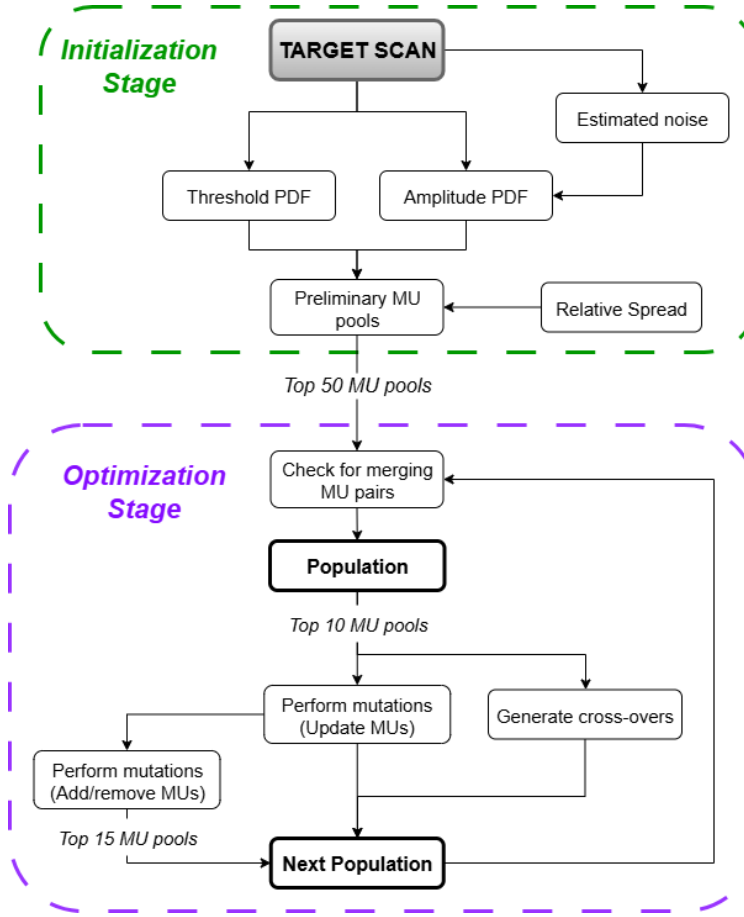 Initialization
Stage
TARGET SCAN
Estimated noise
Threshold PDF
Amplitude PDF
Preliminary MU
pools
Relative Spread
Top 50 MU pools
Optimization
Stage
Check for merging
MU pairs
Population
Top 10 MU pools
Perform mutations
(Update MUs)
Generate cross-overs
Perform mutations
(Add/remove MUs)
Top 15 MU pools
Next Population